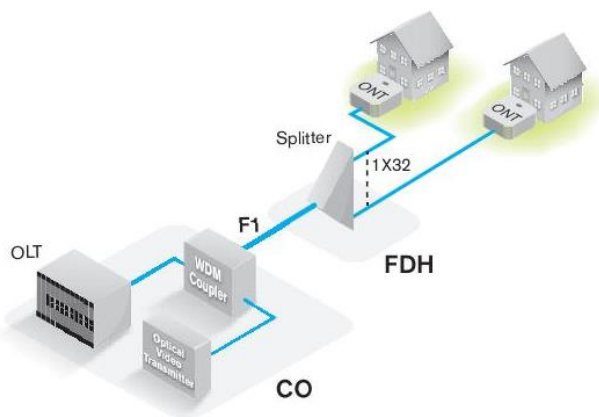 ONT
ONT
Splitter
1X32
F1
FDH
OLT
WDM
Coupler
Optical
Video
Transmitter
CO